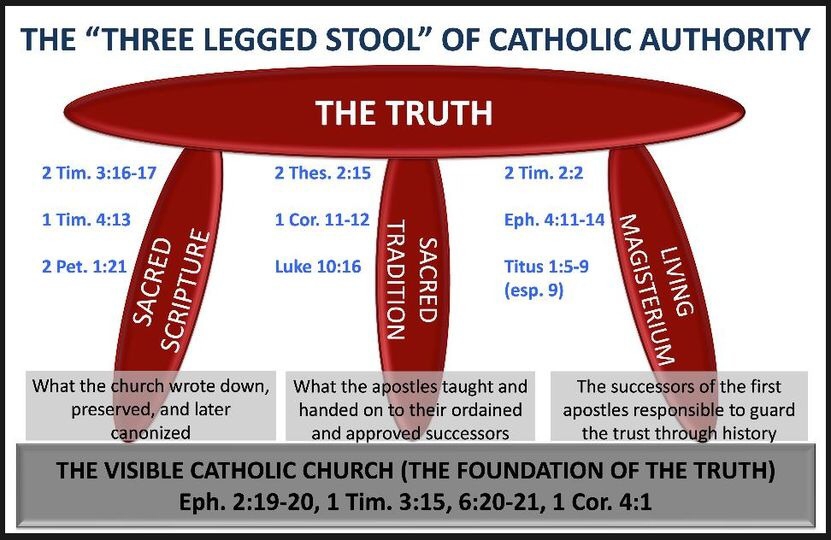 THE “THREE LEGGED STOOL” OF CATHOLIC AUTHORITY
THE TRUTH
2 Tim. 3:16-17
1 Tim. 4:13
2 Pet. 1:21
SACRED
SCRIPTURE
2 Thes. 2:15
1 Cor. 11-12
Luke 10:16
SACRED
TRADITION
2 Tim. 2:2
Eph. 4:11-14
Titus 1:5-9
(esp. 9)
LIVING
MAGISTERIUM
What the church wrote down,
preserved, and later
canonized
What the apostles taught and
handed on to their ordained
and approved successors
The successors of the first
apostles responsible to guard
the trust through history
THE VISIBLE CATHOLIC CHURCH (THE FOUNDATION OF THE TRUTH)
Eph. 2:19-20, 1 Tim. 3:15, 6:20-21, 1 Cor. 4:1